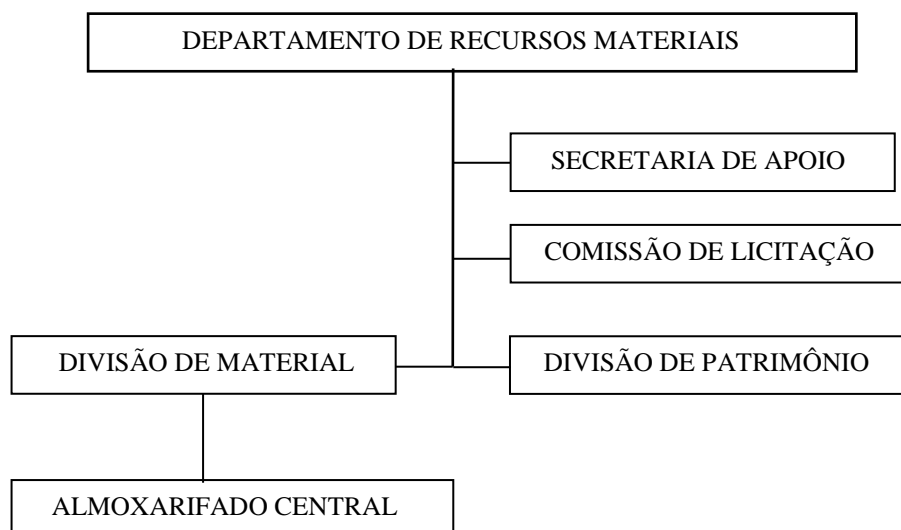 DEPARTAMENTO DE RECURSOS MATERIAIS
SECRETARIA DE APOIO
COMISSÃO DE LICITAÇÃO
DIVISÃO DE MATERIAL
DIVISÃO DE PATRIMÔNIO
ALMOXARIFADO CENTRAL